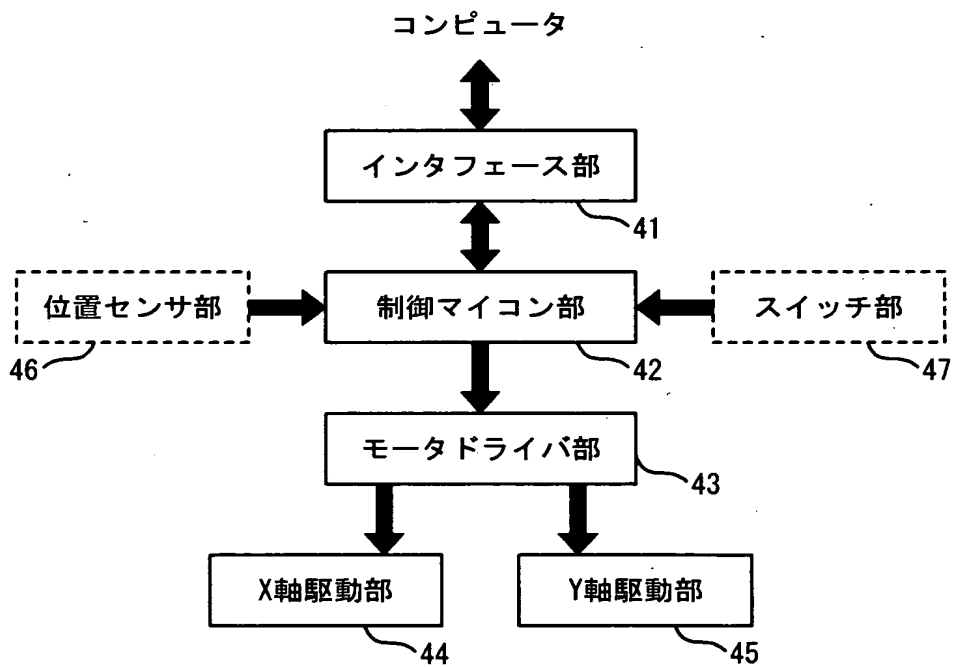 コンピュータ
インタフェース部
41
位置センサ部
制御マイコン部
スイッチ部
46
42
47
モータドライバ部
43
X軸駆動部
Y軸駆動部
44
45